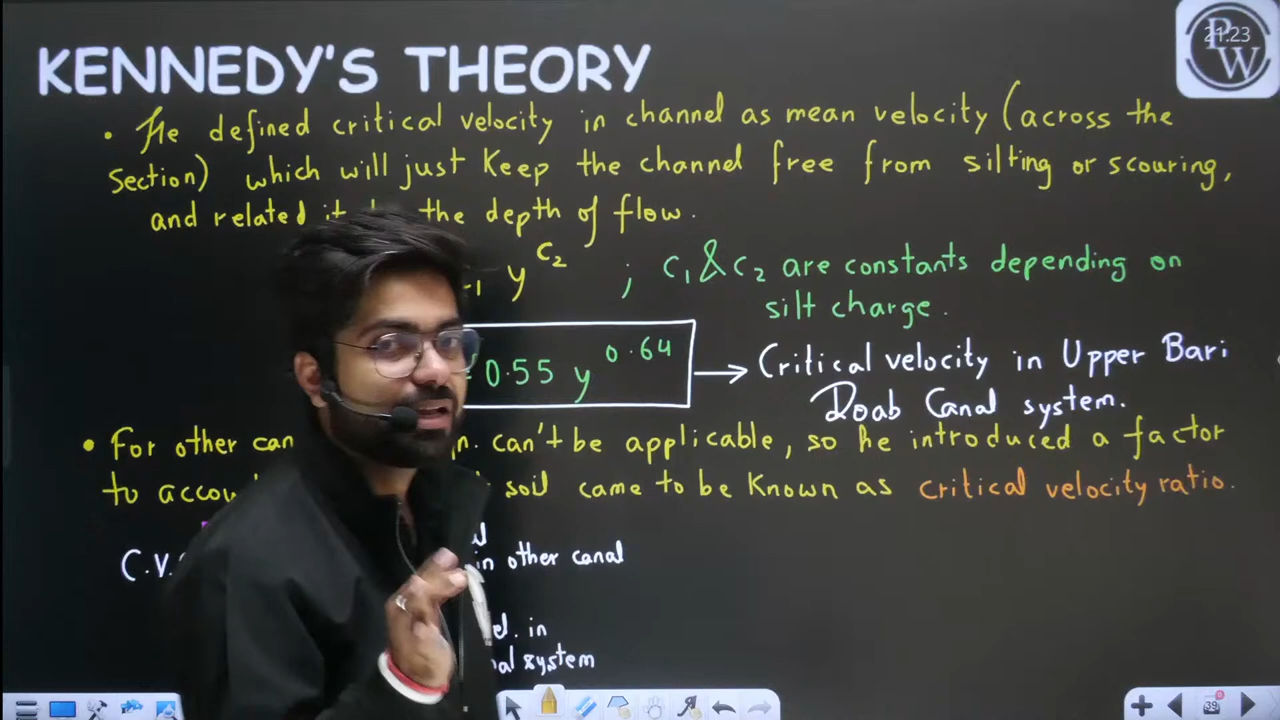 KENNEDY'S THEORY
PW
21:23
• He defined critical velocity in channel as mean velocity (across the
Section) which will just Keep the channel free from silting or scouring,
and related it the depth of flow.
1 y^C2 ; C1 & C2 are constants depending on
silt charge.
0.55 y^0.64 → Critical velocity in Upper Bari
Doab Canal system.
• For other can n. can't be applicable, so he introduced a factor
to accou soil came to be Known as critical velocity ratio.
C.V. in other canal
. in
system
39